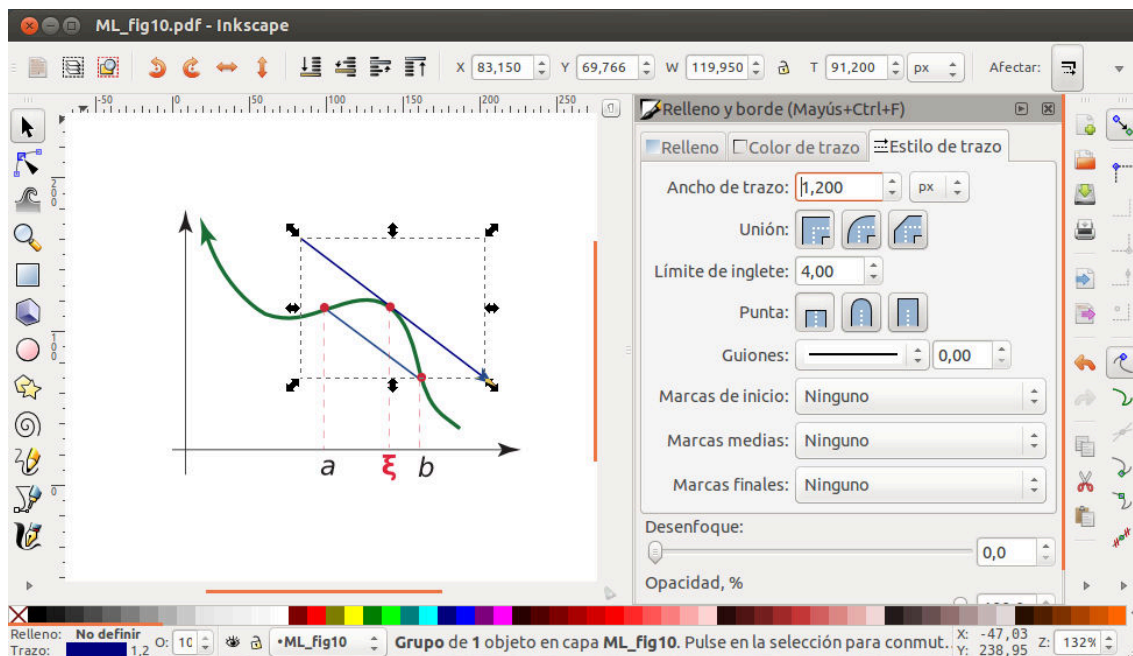 ML_fig10.pdf - Inkscape
X 83,150 Y 69,766 W 119,950 T 91,200 px Afectar:
-50 0 50 100 150 200 250
Relleno y borde (Mayús+Ctrl+F)
Relleno Color de trazo Estilo de trazo
Ancho de trazo: 1,200 px
Unión:
Límite de inglete: 4,00
Punta:
Guiones: 0,00
Marcas de inicio: Ninguno
Marcas medias: Ninguno
Marcas finales: Ninguno
Desenfoque:
0,0
Opacidad, %
200
100
0
a ξ b
Relleno: No definir
Trazo: 1,2
O: 10
•ML_fig10
Grupo de 1 objeto en capa ML_fig10. Pulse en la selección para conmut..
X: -47,03
Y: 238,95
Z: 132%